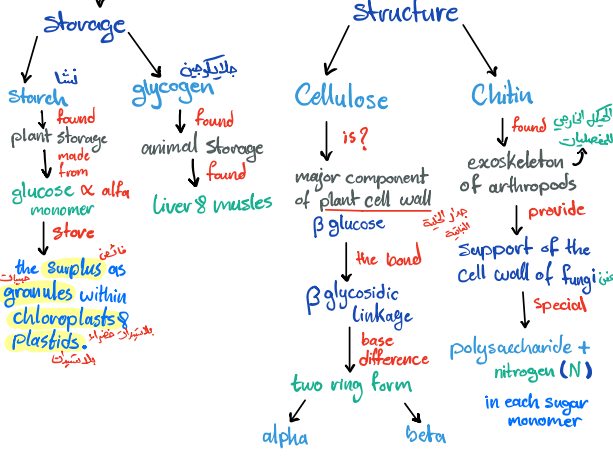 Storage
نشا
starch
found
plant storage
made
from
glucose α alfa
monomer
store
فائض
the surplus as
حبيبات
granules within
chloroplasts &
plastids.
بلاستيدات خضراء
بلاستيدات
جلايكوجين
glycogen
found
animal storage
found
liver & musles
structure
Cellulose
is?
major component
of plant cell wall
جدار الخلية
النباتية
β glucose
the bond
β glycosidic
linkage
base
difference
two ring form
alpha
beta
Chitin
found
الهيكل الخارجي
للمفصليات
exoskeleton
of arthropods
provide
support of the
cell wall of fungi
special
polysaccharide +
nitrogen (N)
in each sugar
monomer